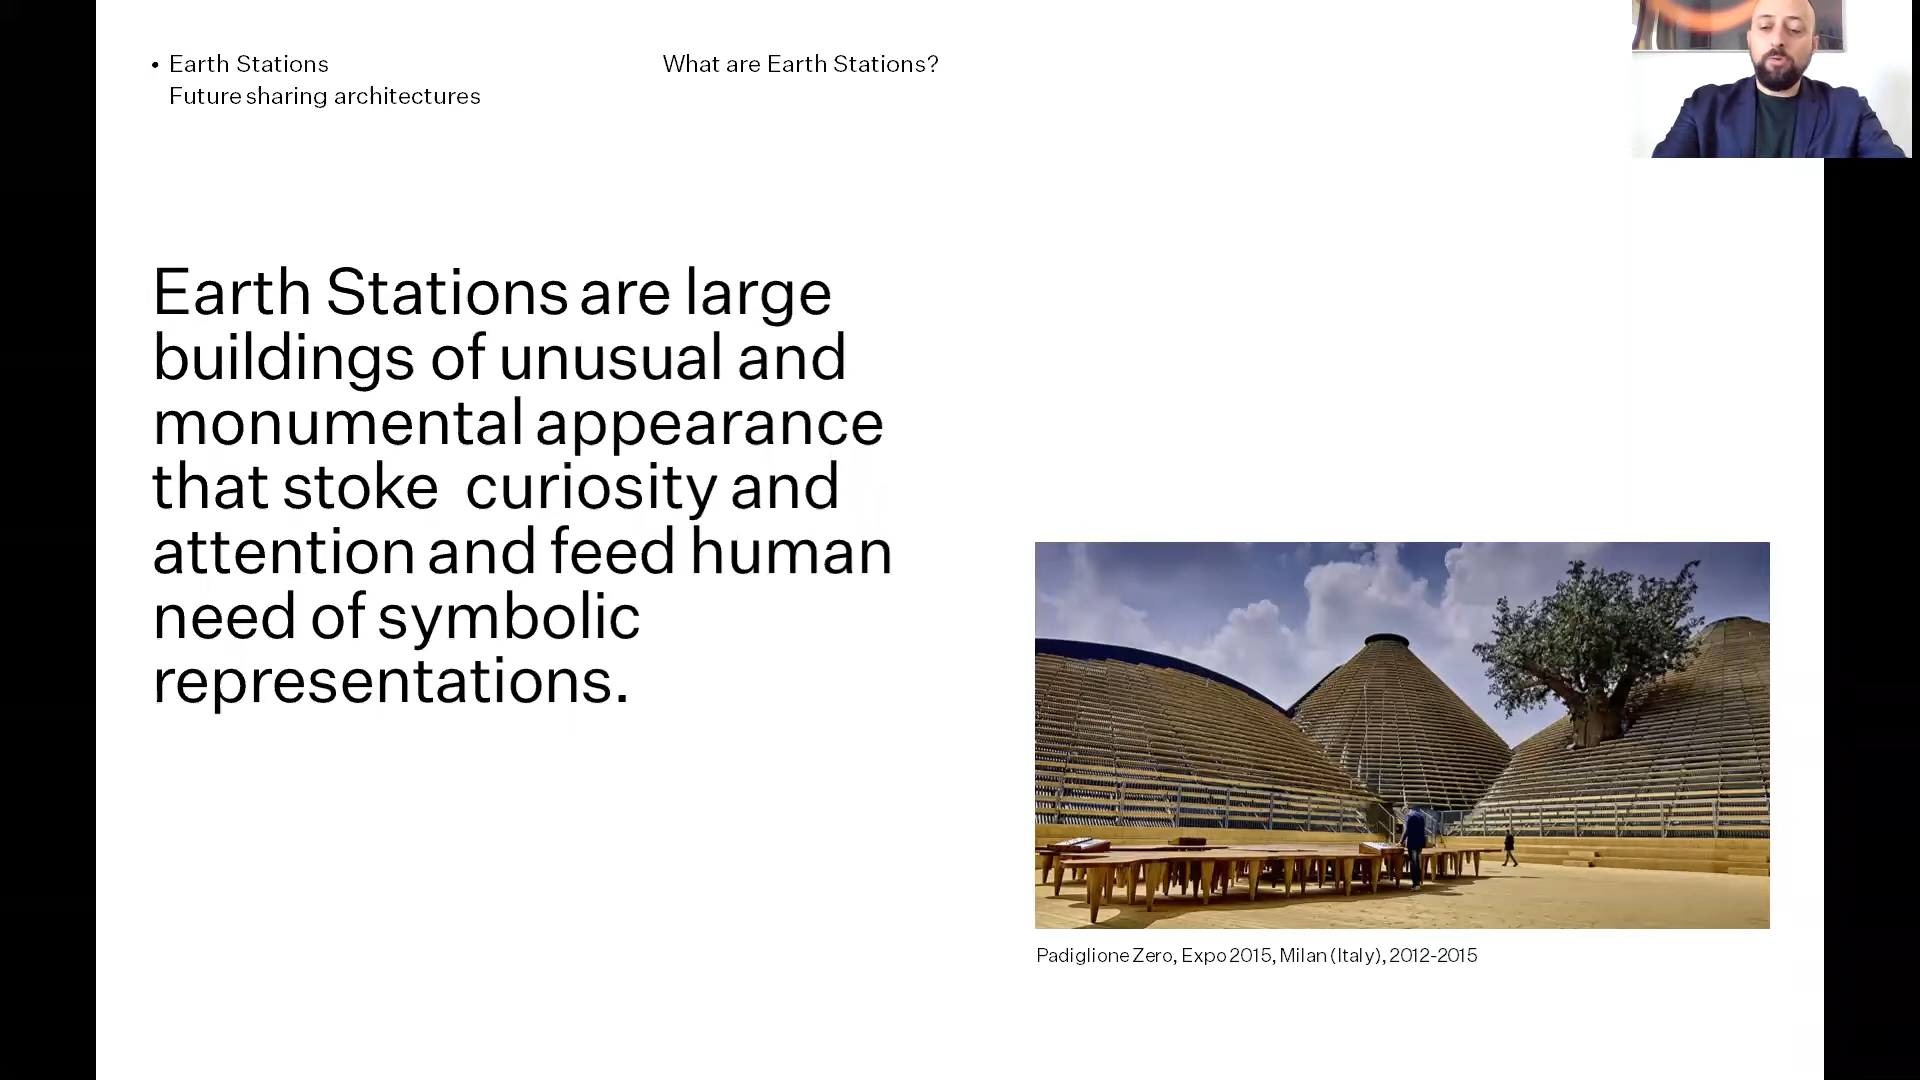 • Earth Stations
Future sharing architectures
What are Earth Stations?
Earth Stations are large
buildings of unusual and
monumental appearance
that stoke curiosity and
attention and feed human
need of symbolic
representations.
Padiglione Zero, Expo 2015, Milan (Italy), 2012-2015